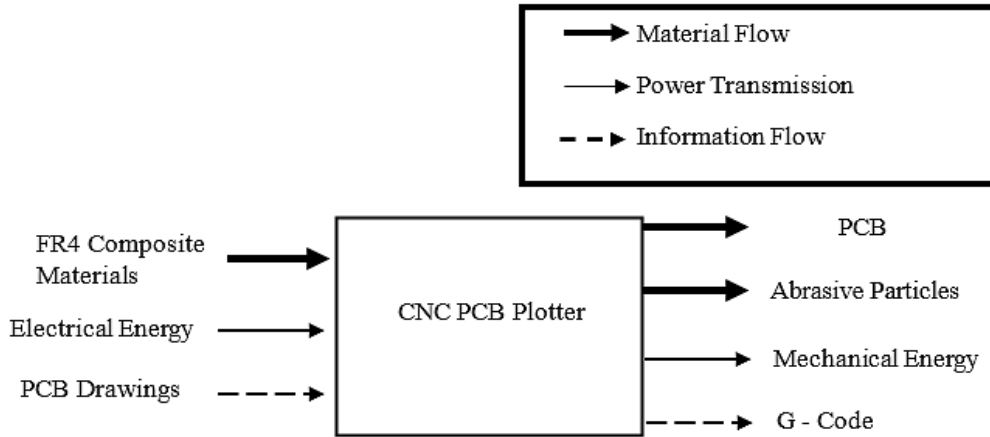 Material Flow
Power Transmission
Information Flow
FR4 Composite
Materials
Electrical Energy
PCB Drawings
CNC PCB Plotter
PCB
Abrasive Particles
Mechanical Energy
G - Code